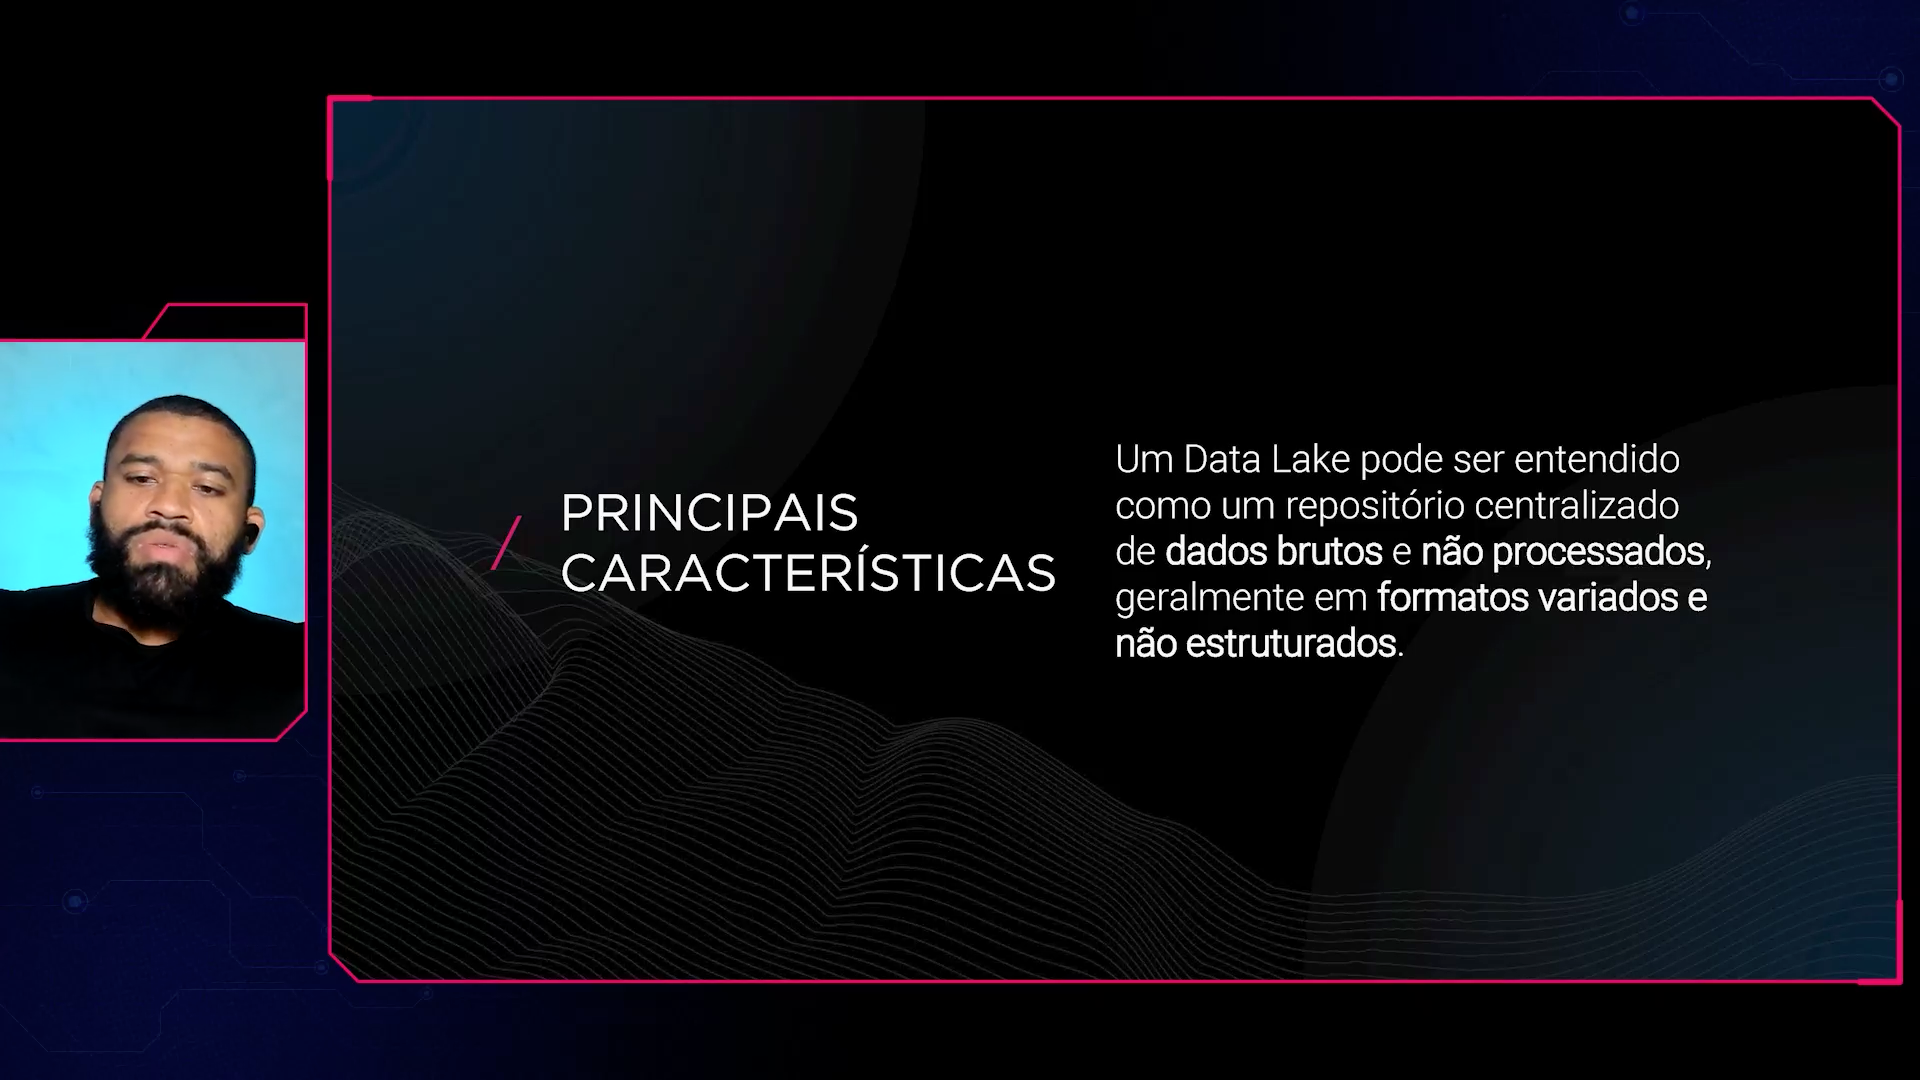 PRINCIPAIS
CARACTERÍSTICAS
Um Data Lake pode ser entendido
como um repositório centralizado
de dados brutos e não processados,
geralmente em formatos variados e
não estruturados.